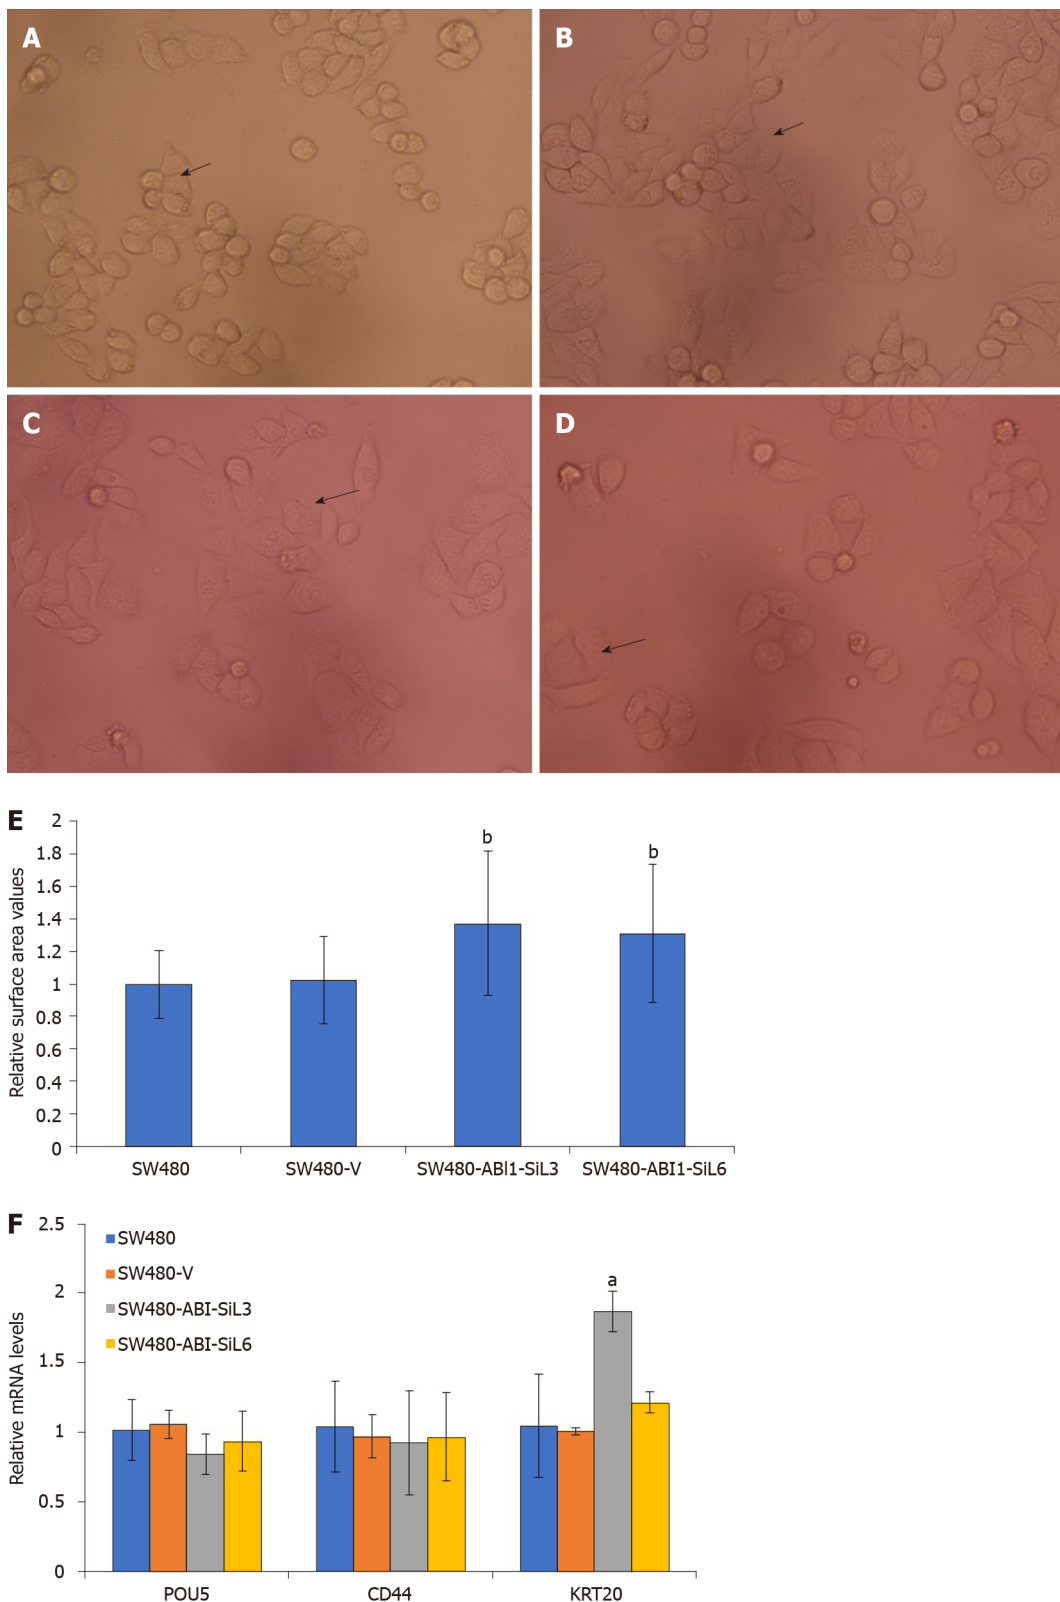 A
B
C
D
E
Relative surface area values
2
1.8
1.6
1.4
1.2
1
0.8
0.6
0.4
0.2
0
b
b
SW480
SW480-V
SW480-ABl1-SiL3
SW480-ABI1-SiL6
F
Relative mRNA levels
2.5
2
1.5
1
0.5
0
SW480
SW480-V
SW480-ABI-SiL3
SW480-ABI-SiL6
a
POU5
CD44
KRT20